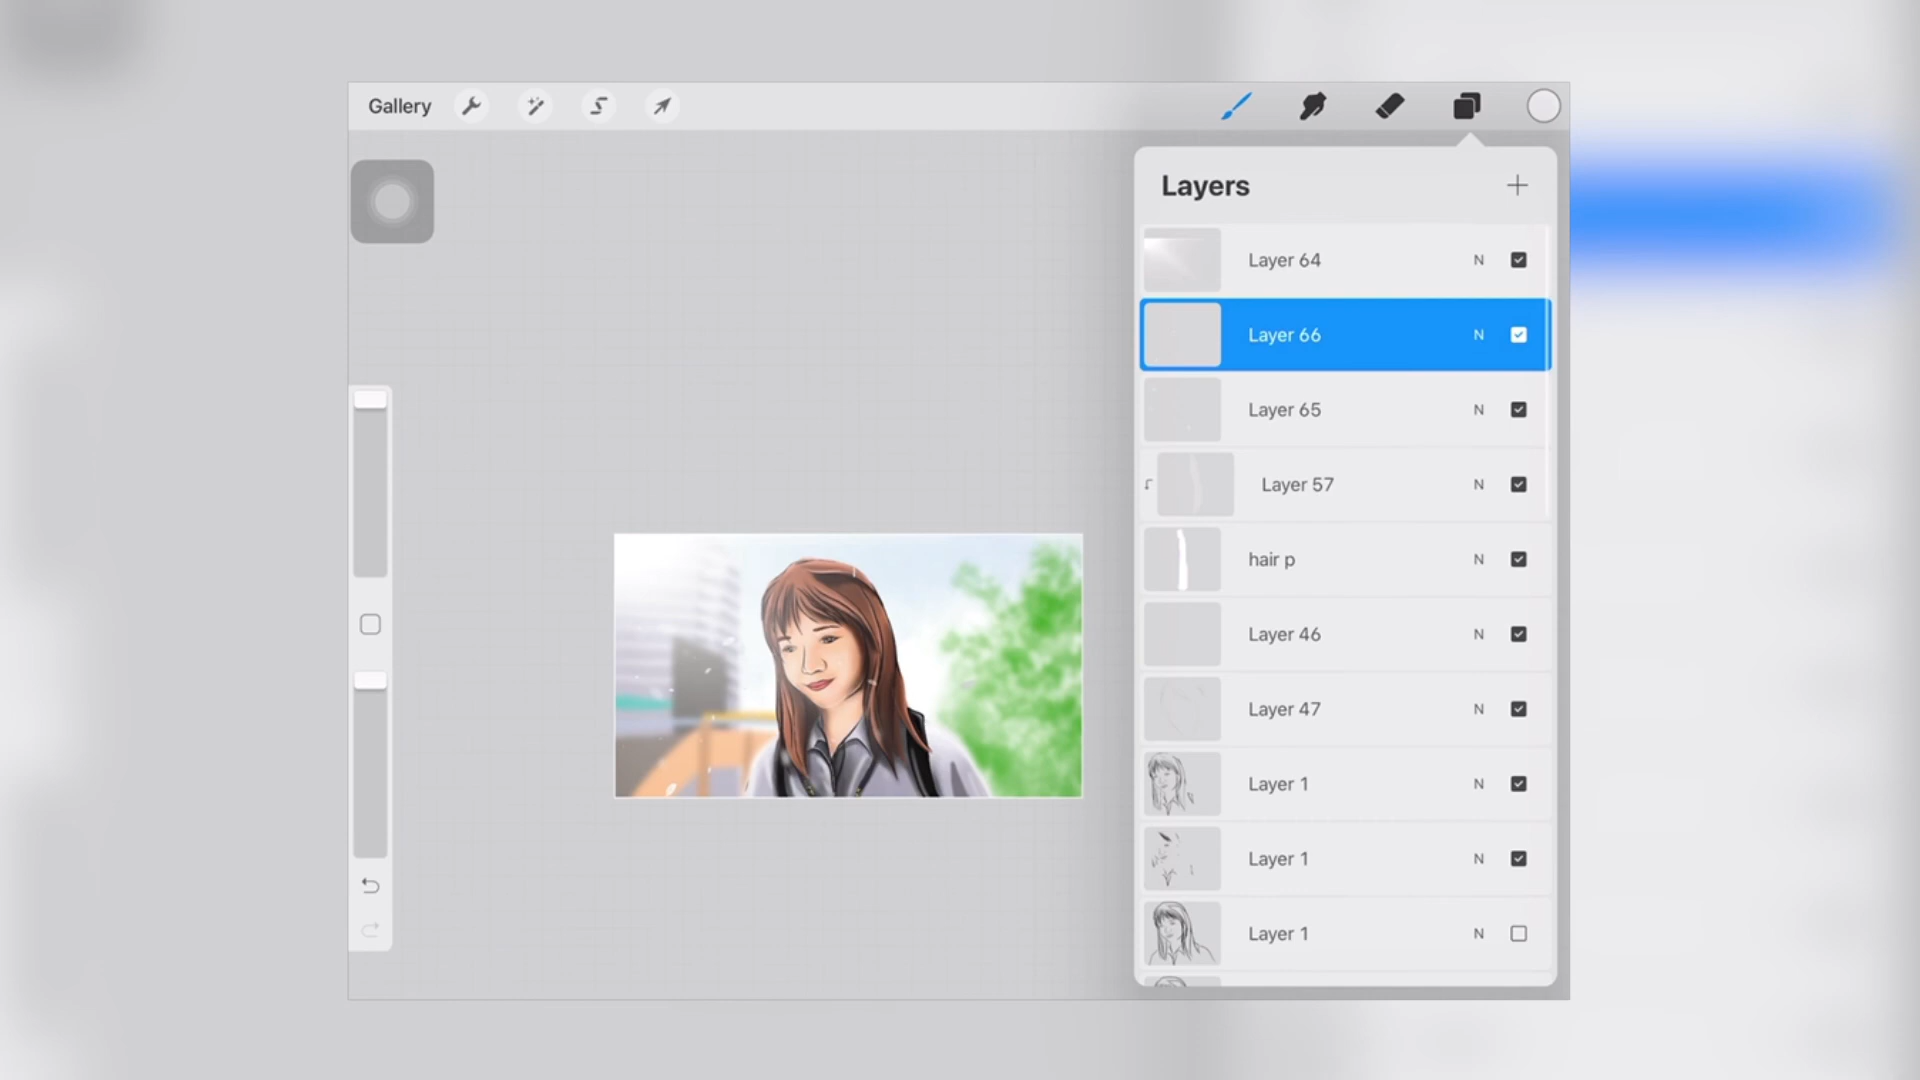 Gallery
Layers
Layer 64 N
Layer 66 N
Layer 65 N
Layer 57 N
hair p N
Layer 46 N
Layer 47 N
Layer 1 N
Layer 1 N
Layer 1 N